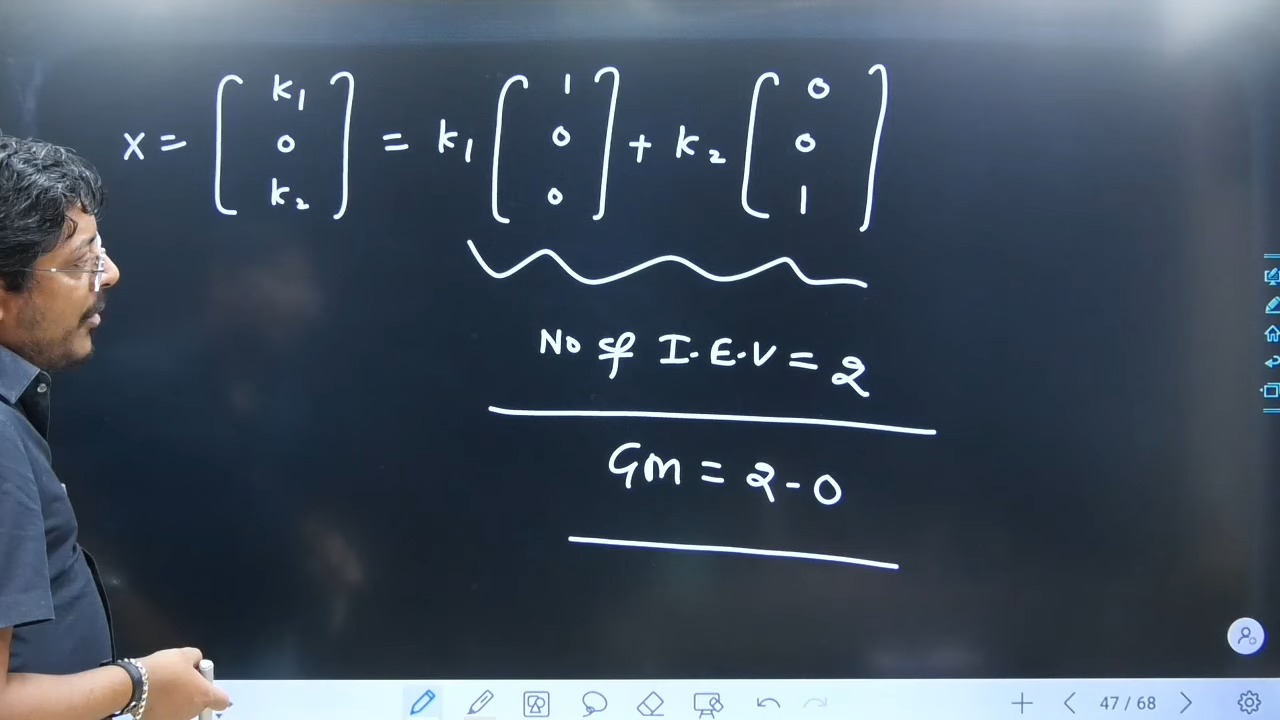 x = [k₁ 0 k₂] = k₁ [1 0 0] + k₂ [0 0 1]
No of I.E.V = 2
GM = 2 - 0
47 / 68